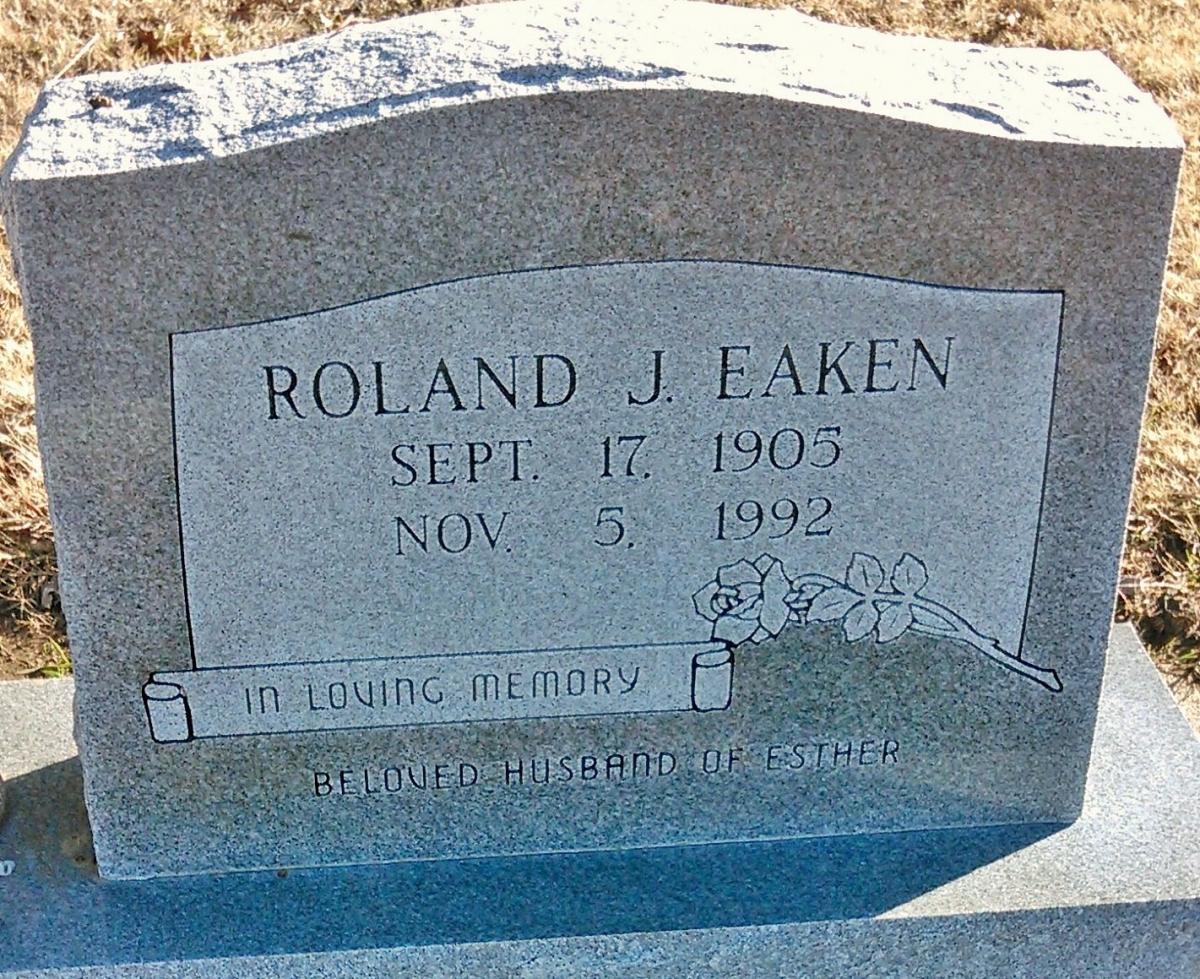 ROLAND J. EAKEN
SEPT. 17, 1905
NOV. 5, 1992
IN LOVING MEMORY
BELOVED HUSBAND OF ESTHER